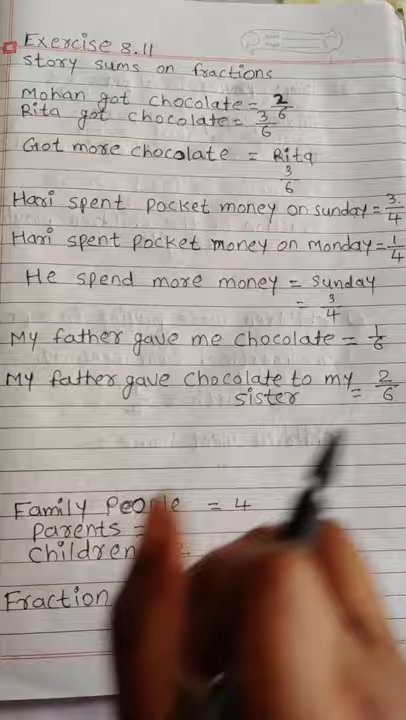 Exercise 8.11
Story sums on fractions
Mohan got chocolate = 2/6
Rita got chocolate = 3/6
Got more chocolate = Rita
3/6
Hari spent pocket money on sunday = 3/4
Hari spent pocket money on Monday = 1/4
He spend more money = Sunday
= 3/4
My father gave me chocolate = 1/6
My father gave chocolate to my = 2/6
sister
Family People = 4
Parents =
Children
Fraction